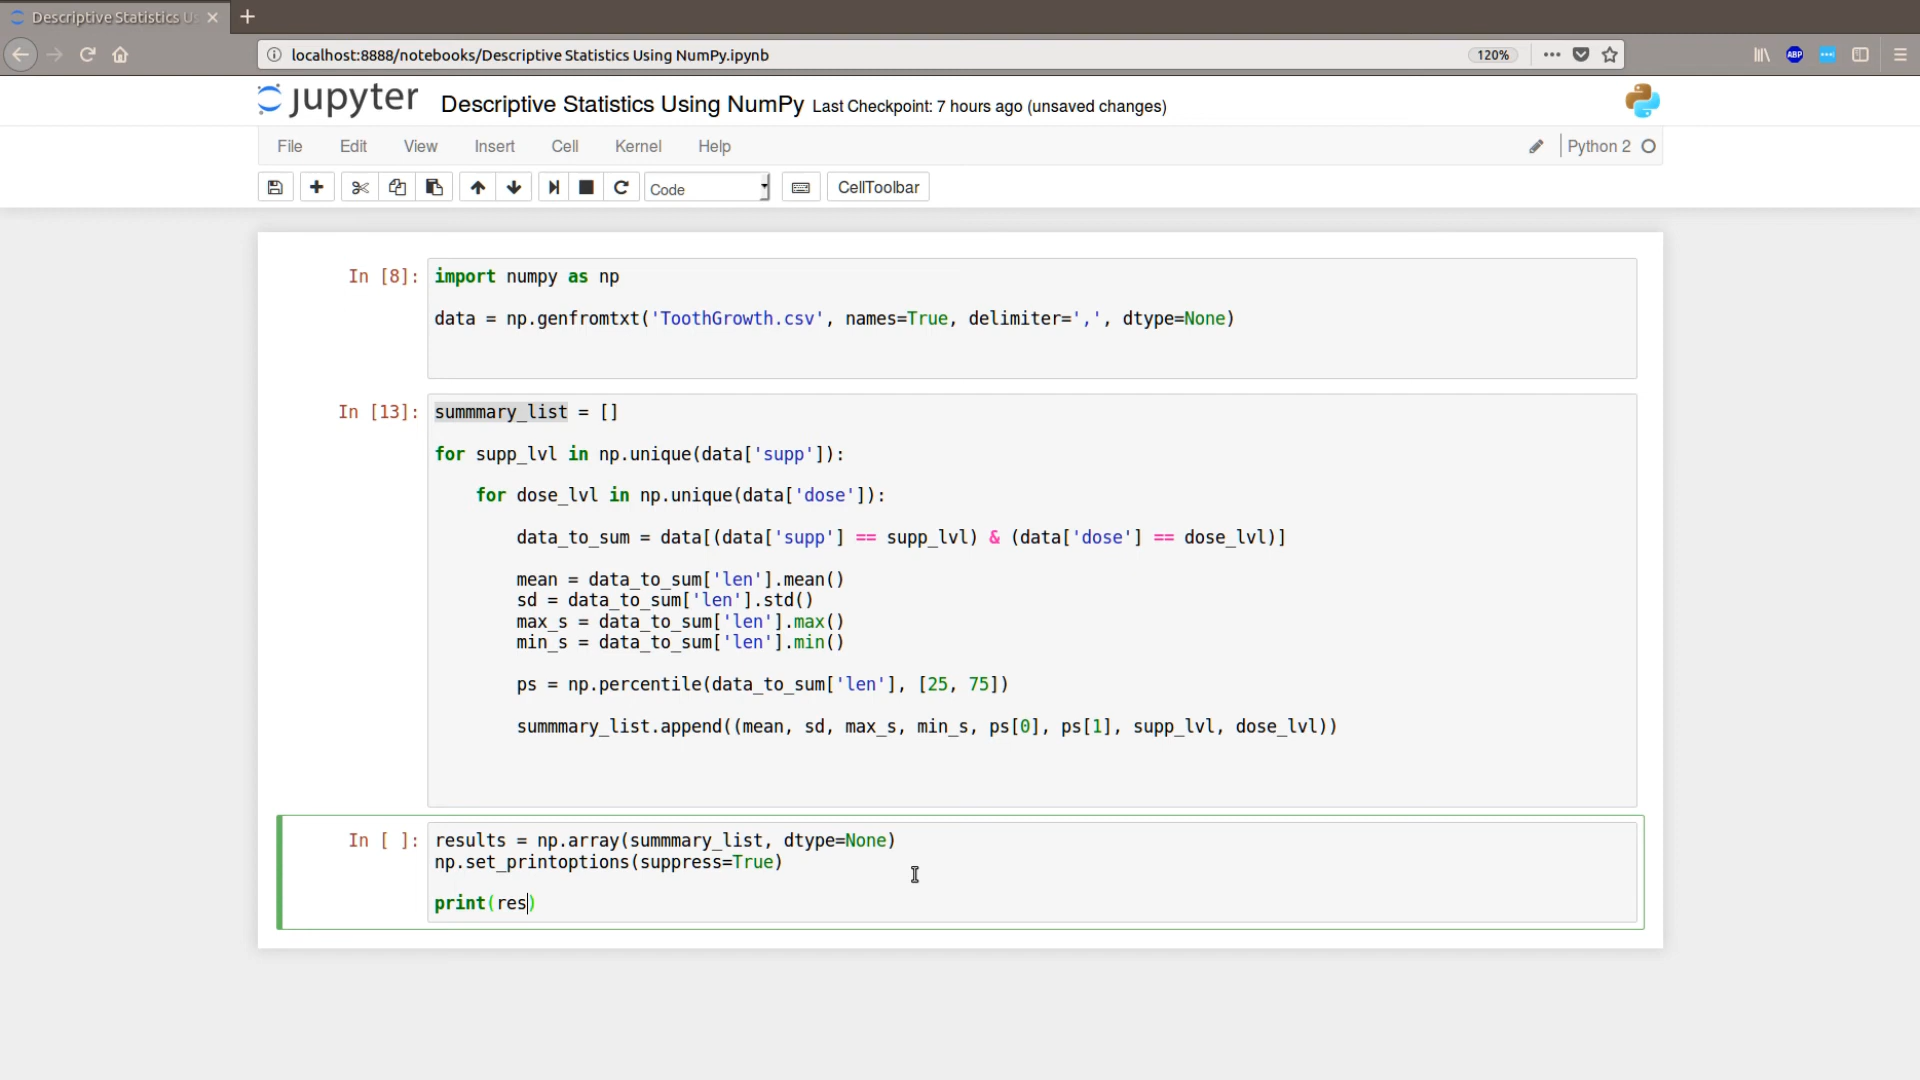 Descriptive Statistics Us
localhost:8888/notebooks/Descriptive Statistics Using NumPy.ipynb
120%
ABP
jupyter Descriptive Statistics Using NumPy Last Checkpoint: 7 hours ago (unsaved changes)
File Edit View Insert Cell Kernel Help
Python 2
Code
CellToolbar
In [8]: import numpy as np
data = np.genfromtxt('ToothGrowth.csv', names=True, delimiter=',', dtype=None)
In [13]: summmary_list = []
for supp_lvl in np.unique(data['supp']):
    for dose_lvl in np.unique(data['dose']):
        data_to_sum = data[(data['supp'] == supp_lvl) & (data['dose'] == dose_lvl)]
        mean = data_to_sum['len'].mean()
        sd = data_to_sum['len'].std()
        max_s = data_to_sum['len'].max()
        min_s = data_to_sum['len'].min()
        ps = np.percentile(data_to_sum['len'], [25, 75])
        summmary_list.append((mean, sd, max_s, min_s, ps[0], ps[1], supp_lvl, dose_lvl))
In [ ]: results = np.array(summmary_list, dtype=None)
np.set_printoptions(suppress=True)
print(res)